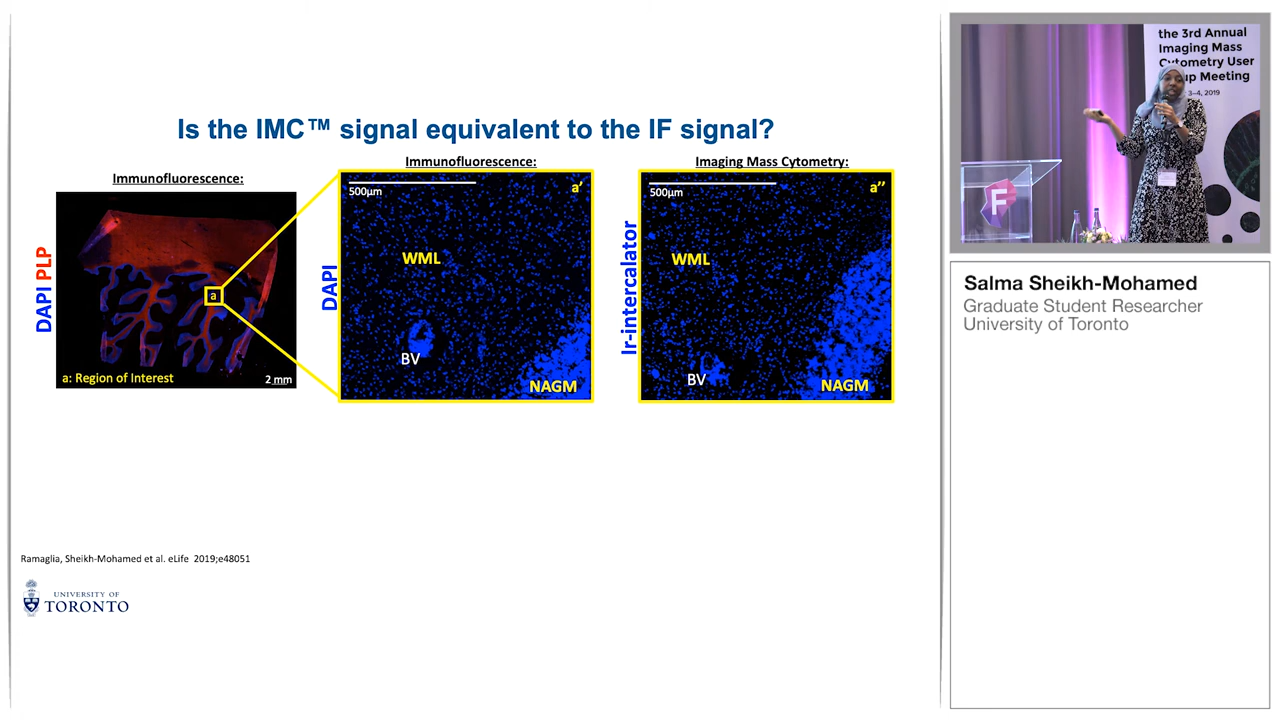 Is the IMC™ signal equivalent to the IF signal?
Immunofluorescence:
DAPI PLP
a
a: Region of Interest
2 mm
Immunofluorescence:
DAPI
500µm
a’
WML
BV
NAGM
Imaging Mass Cytometry:
Ir-intercalator
500µm
a’’
WML
BV
NAGM
Ramaglia, Sheikh-Mohamed et al. eLife 2019;e48051
UNIVERSITY OF
TORONTO
the 3rd Annual
Imaging Mass
Cytometry User
up Meeting
3–4, 2019
F
Salma Sheikh-Mohamed
Graduate Student Researcher
University of Toronto